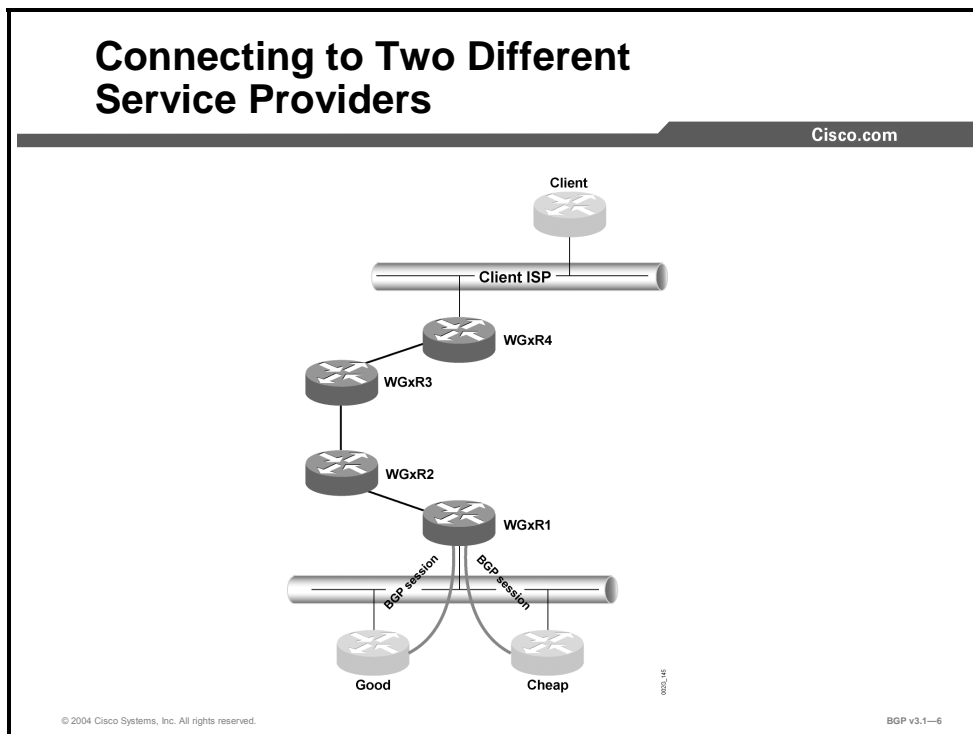 Connecting to Two Different
Service Providers
Cisco.com
Client
Client ISP
WGxR4
WGxR3
WGxR2
WGxR1
BGP session
BGP session
Good
Cheap
002G_145
© 2004 Cisco Systems, Inc. All rights reserved.
BGP v3.1—6